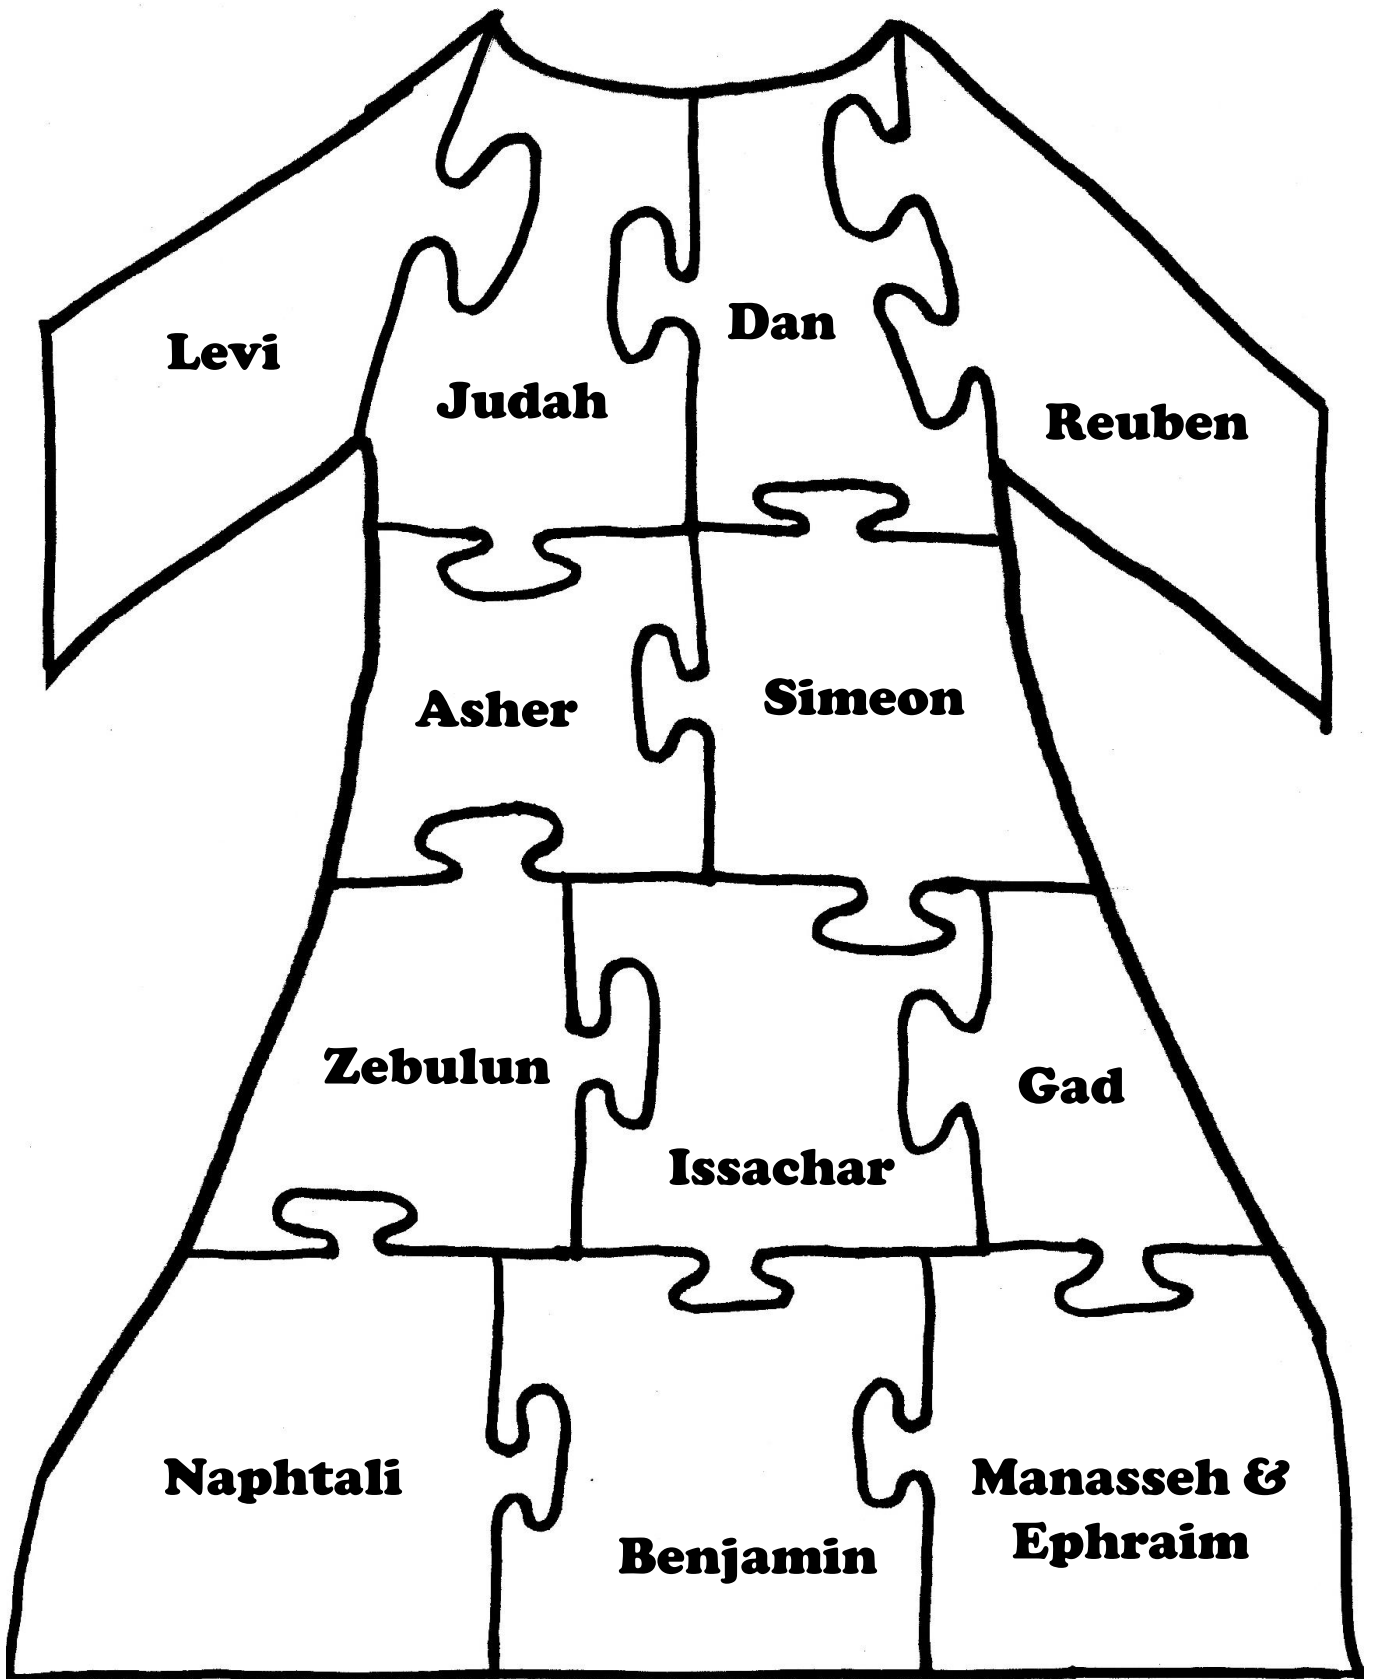 Levi
Judah
Dan
Reuben
Asher
Simeon
Zebulun
Issachar
Gad
Naphtali
Benjamin
Manasseh &
Ephraim